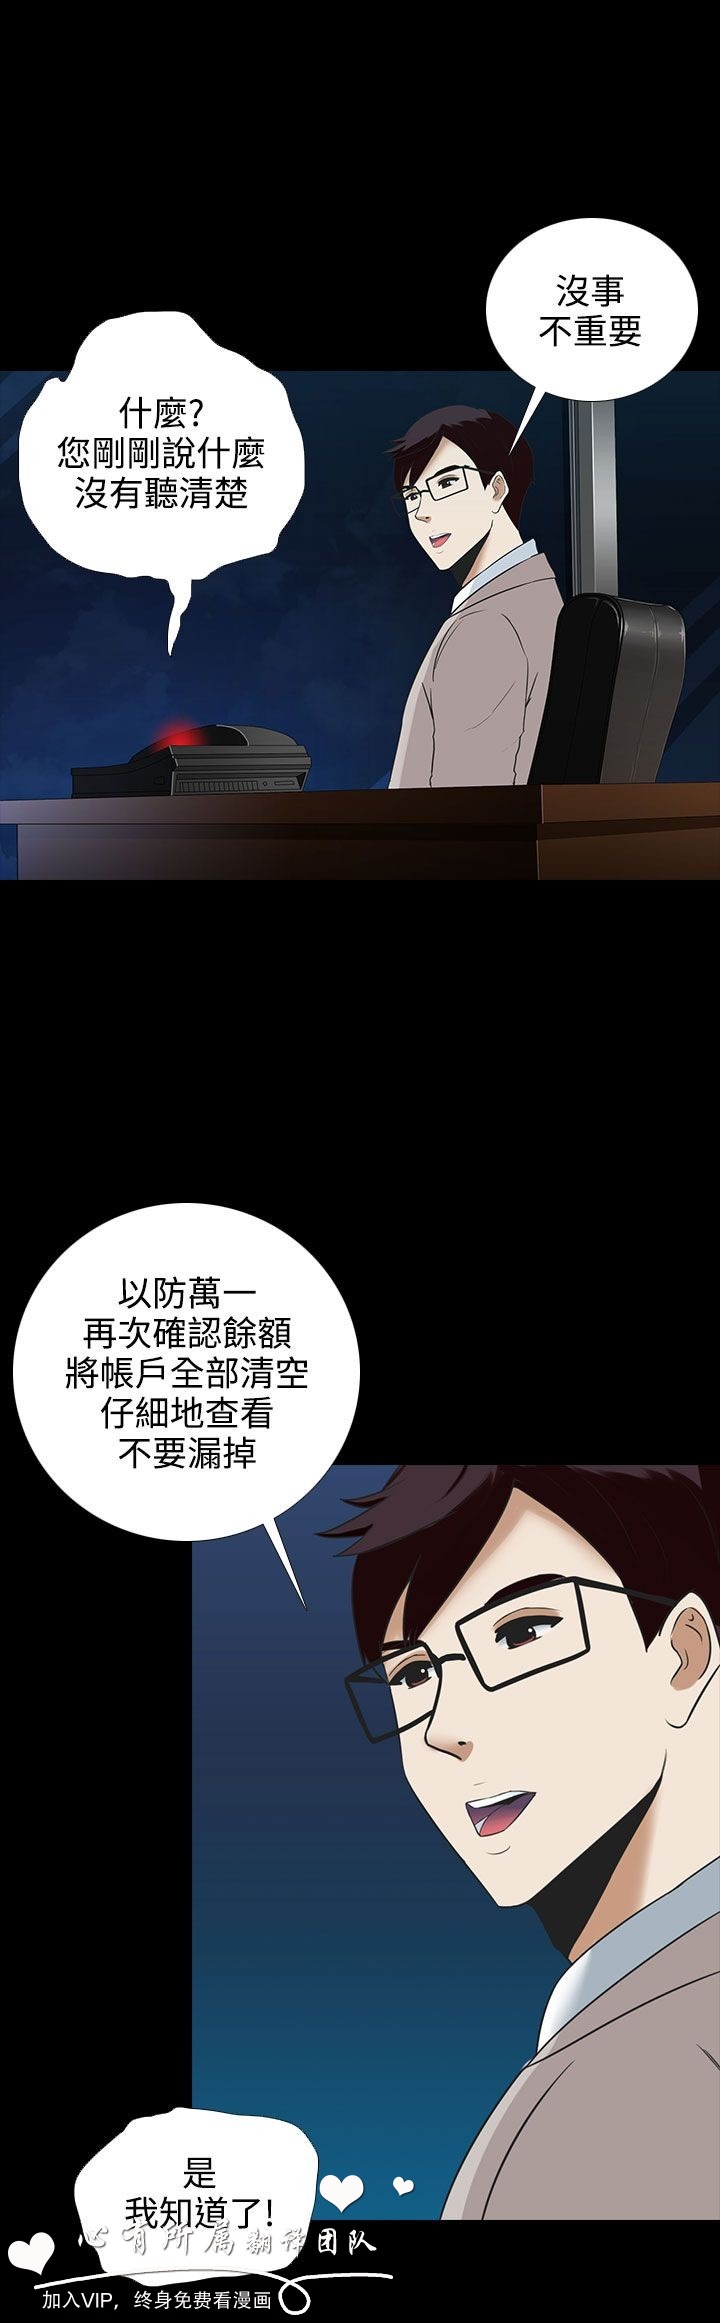 沒事
不重要
什麼?
您剛剛說什麼
沒有聽清楚
以防萬一
再次確認餘額
將帳戶全部清空
仔細地查看
不要漏掉
是
我知道了!
心有所属翻译团队
加入VIP，终身免费看漫画